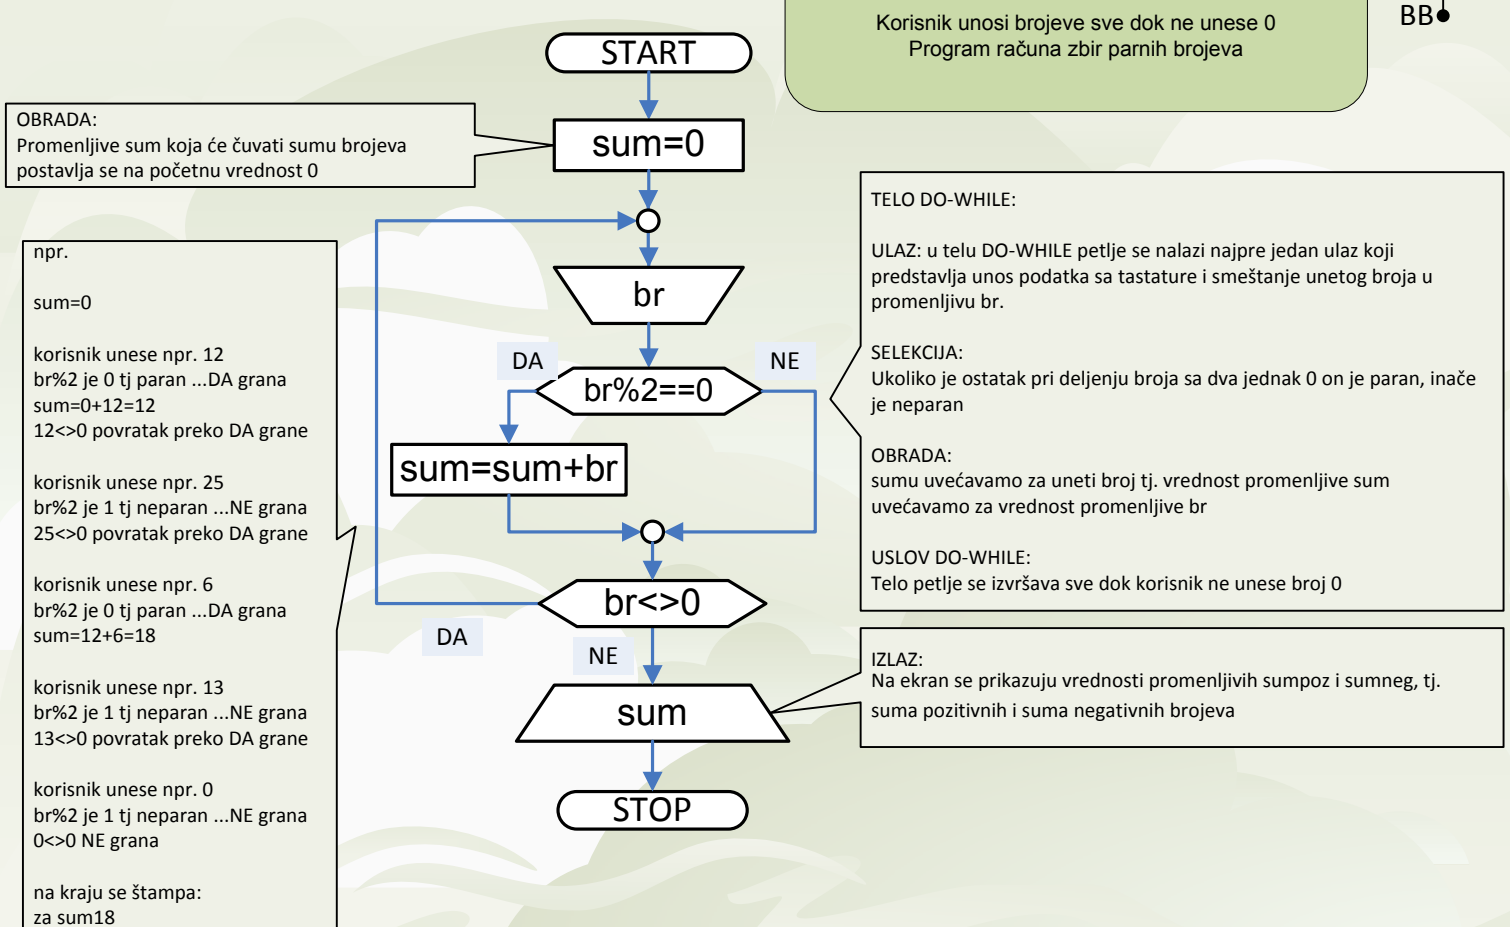 Korisnik unosi brojeve sve dok ne unese 0
Program računa zbir parnih brojeva
BB
START
OBRADA:
Promenljive sum koja će čuvati sumu brojeva
postavlja se na početnu vrednost 0
sum=0
npr.
sum=0
korisnik unese npr. 12
br%2 je 0 tj paran ...DA grana
sum=0+12=12
12<>0 povratak preko DA grane
korisnik unese npr. 25
br%2 je 1 tj neparan ...NE grana
25<>0 povratak preko DA grane
korisnik unese npr. 6
br%2 je 0 tj paran ...DA grana
sum=12+6=18
korisnik unese npr. 13
br%2 je 1 tj neparan ...NE grana
13<>0 povratak preko DA grane
korisnik unese npr. 0
br%2 je 1 tj neparan ...NE grana
0<>0 NE grana
na kraju se štampa:
za sum18
br
DA
NE
br%2==0
sum=sum+br
br<>0
DA
NE
sum
STOP
TELO DO-WHILE:
ULAZ: u telu DO-WHILE petlje se nalazi najpre jedan ulaz koji
predstavlja unos podatka sa tastature i smeštanje unetog broja u
promenljivu br.
SELEKCIJA:
Ukoliko je ostatak pri deljenju broja sa dva jednak 0 on je paran, inače
je neparan
OBRADA:
sumu uvećavamo za uneti broj tj. vrednost promenljive sum
uvećavamo za vrednost promenljive br
USLOV DO-WHILE:
Telo petlje se izvršava sve dok korisnik ne unese broj 0
IZLAZ:
Na ekran se prikazuju vrednosti promenljivih sumpoz i sumneg, tj.
suma pozitivnih i suma negativnih brojeva